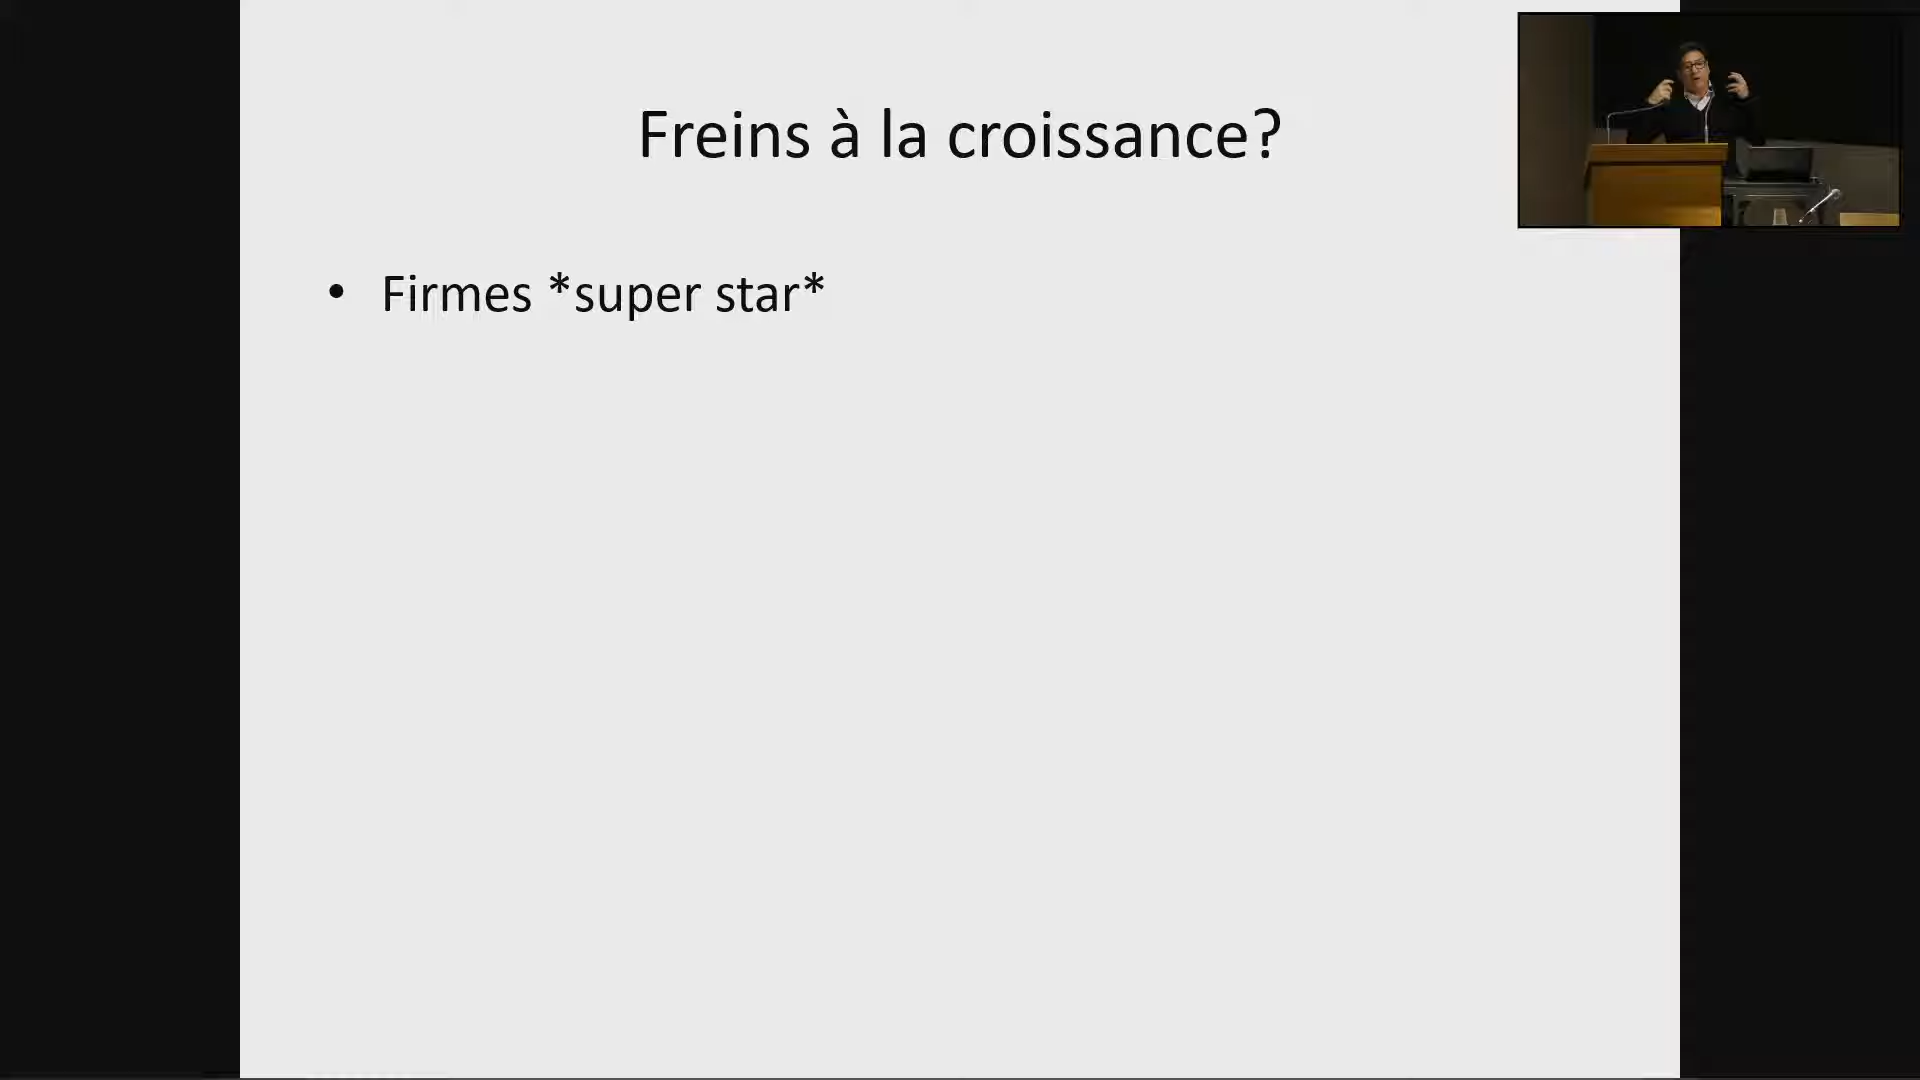 Freins à la croissance?
• Firmes *super star*